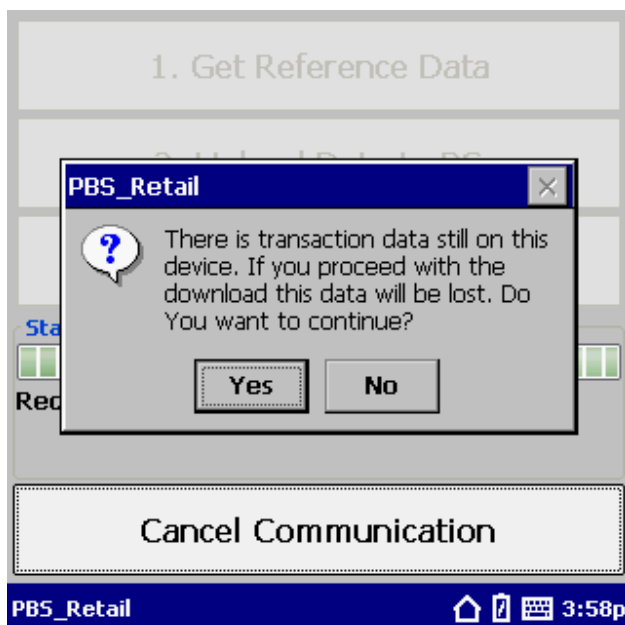 1. Get Reference Data
PBS_Retail
There is transaction data still on this
device. If you proceed with the
download this data will be lost. Do
You want to continue?
Yes
No
Cancel Communication
PBS_Retail
3:58p